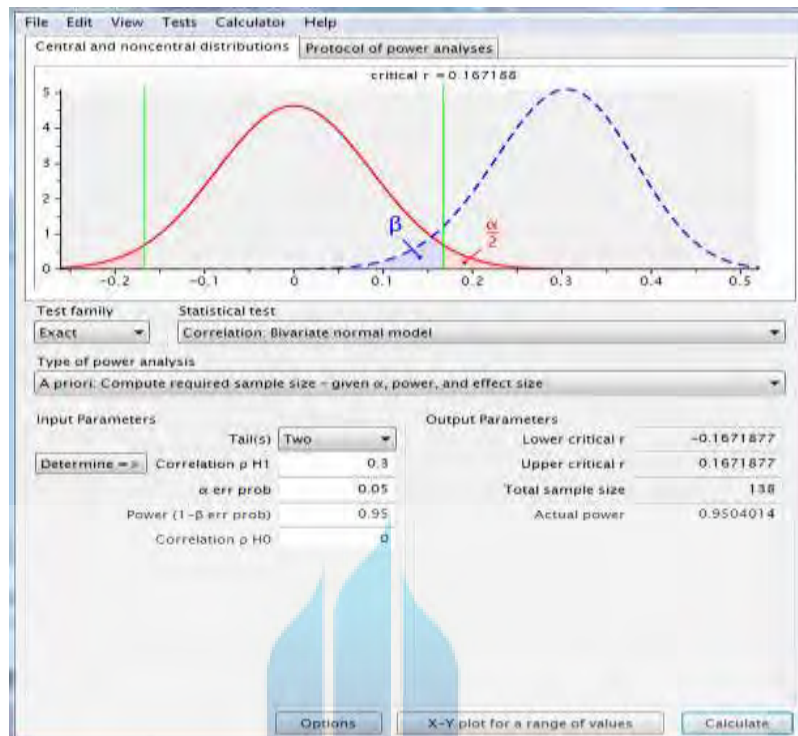 File Edit View Tests Calculator Help
Central and noncentral distributions Protocol of power analyses
critical r = 0.167188
5
4
3
2
1
0
β
α
2
-0.2 -0.1 0 0.1 0.2 0.3 0.4 0.5
Test family Statistical test
Exact Correlation: Bivariate normal model
Type of power analysis
A priori: Compute required sample size - given α, power, and effect size
Input Parameters Output Parameters
Tail(s) Two Lower critical r -0.1671877
Determine => Correlation ρ H1 0.3 Upper critical r 0.1671877
α err prob 0.05 Total sample size 138
Power (1-β err prob) 0.95 Actual power 0.9504014
Correlation ρ H0 0
Options X-Y plot for a range of values Calculate